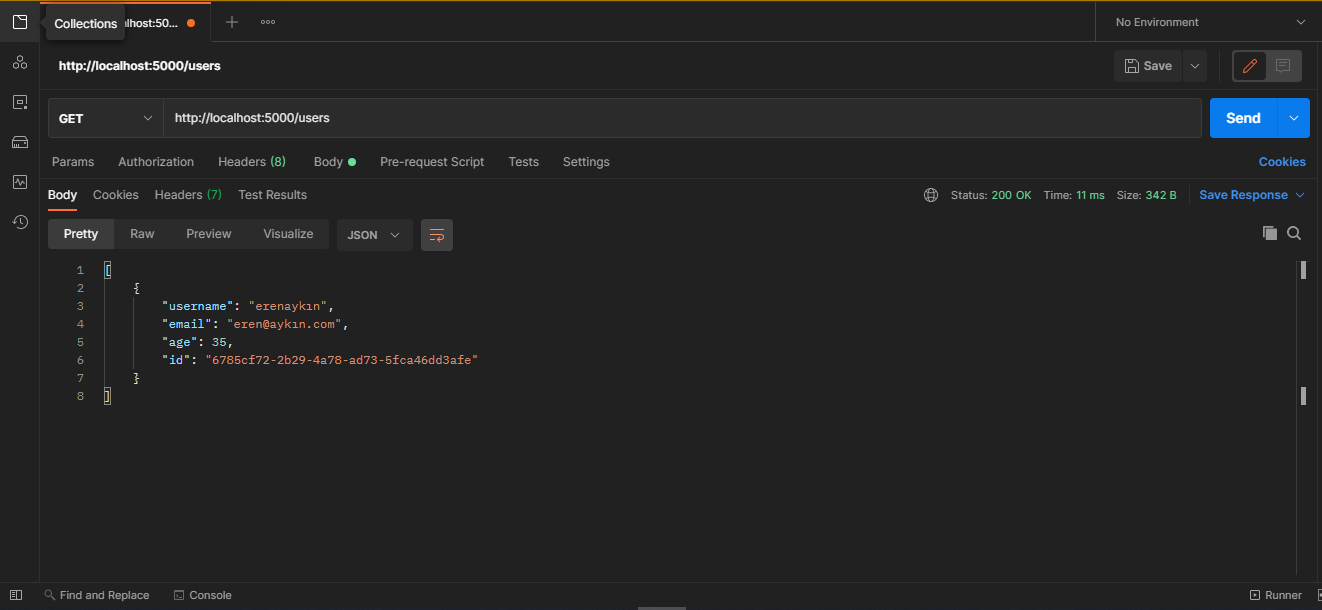 Collections lhost:50... No Environment
http://localhost:5000/users Save
GET http://localhost:5000/users Send
Params Authorization Headers (8) Body Pre-request Script Tests Settings Cookies
Body Cookies Headers (7) Test Results Status: 200 OK Time: 11 ms Size: 342 B Save Response
Pretty Raw Preview Visualize JSON
1 [
2 {
3 "username": "erenaykın",
4 "email": "eren@aykın.com",
5 "age": 35,
6 "id": "6785cf72-2b29-4a78-ad73-5fca46dd3afe"
7 }
8 ]
Find and Replace Console Runner